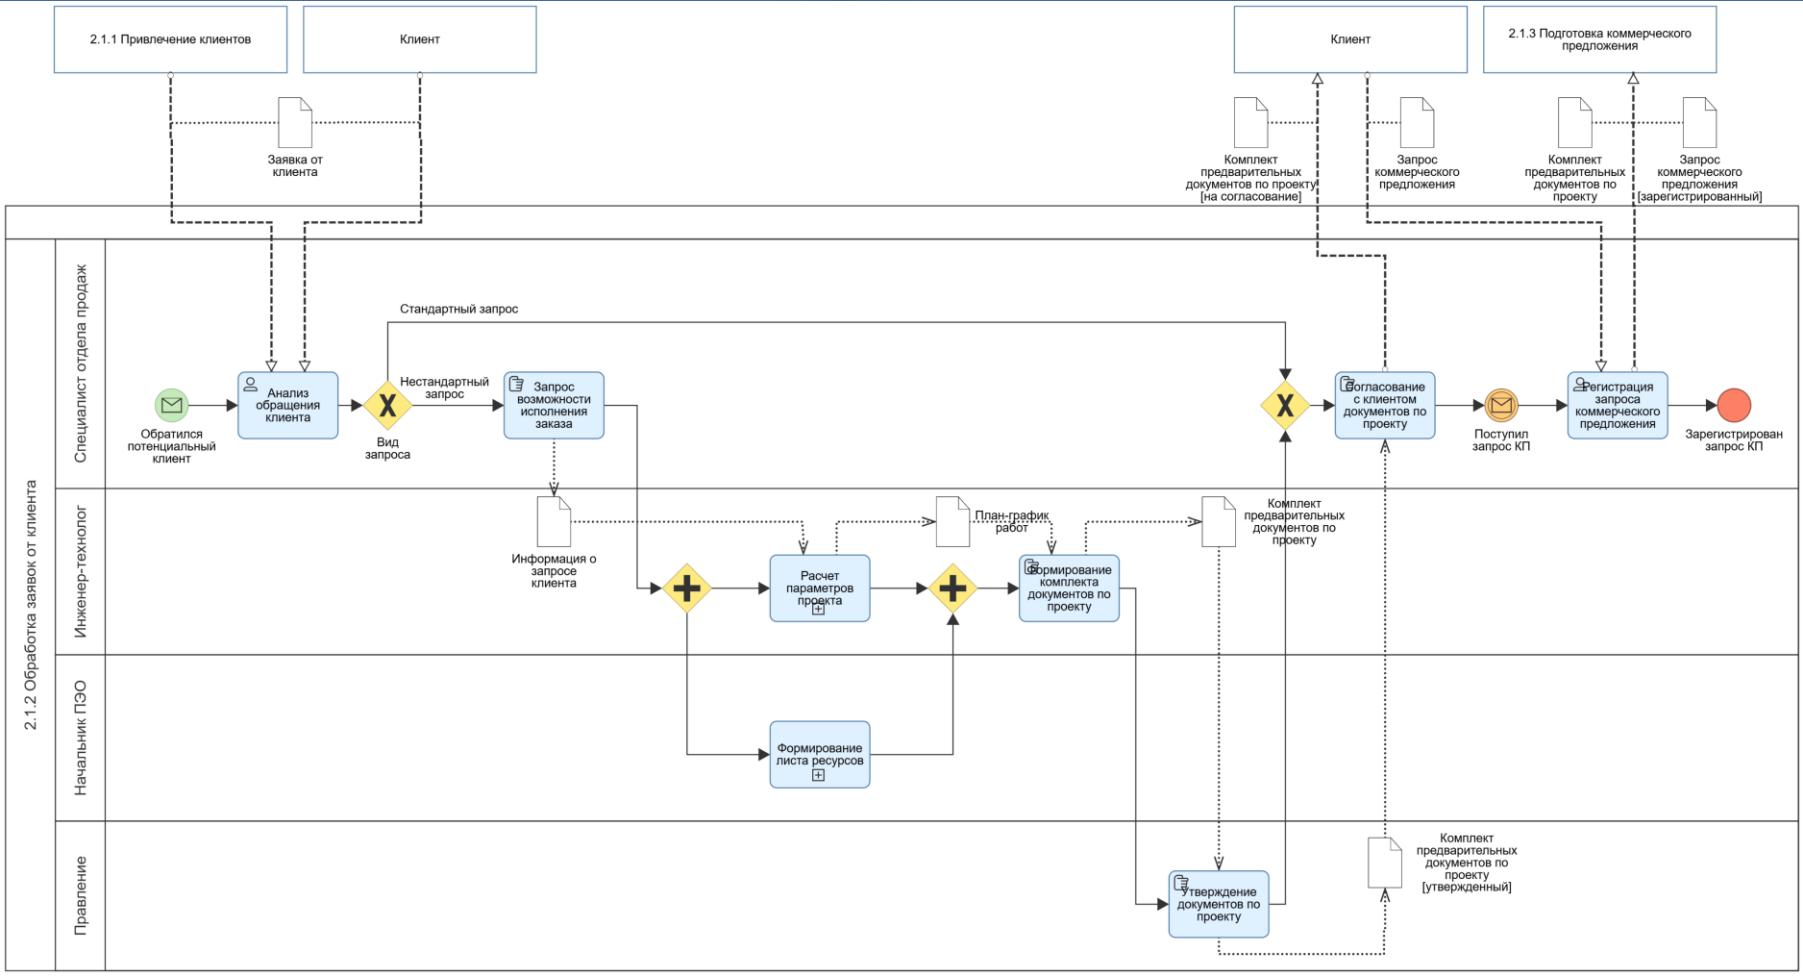 2.1.1 Привлечение клиентов
Клиент
Клиент
2.1.3 Подготовка коммерческого
предложения
Заявка от
клиента
Комплект
предварительных
документов по проекту
[на согласование]
Запрос
коммерческого
предложения
Комплект
предварительных
документов по
проекту
Запрос
коммерческого
предложения
[зарегистрированный]
2.1.2 Обработка заявок от клиента
Специалист отдела продаж
Стандартный запрос
Обратился
потенциальный
клиент
Анализ
обращения
клиента
Вид
запроса
Нестандартный
запрос
Запрос
возможности
исполнения
заказа
Согласование
с клиентом
документов по
проекту
Поступил
запрос КП
Регистрация
запроса
коммерческого
предложения
Зарегистрирован
запрос КП
Инженер-технолог
Информация о
запросе
клиента
Расчет
параметров
проекта
План-график
работ
Формирование
комплекта
документов по
проекту
Комплект
предварительных
документов по
проекту
Начальник ПЭО
Формирование
листа ресурсов
Правление
Утверждение
документов по
проекту
Комплект
предварительных
документов по
проекту
[утвержденный]